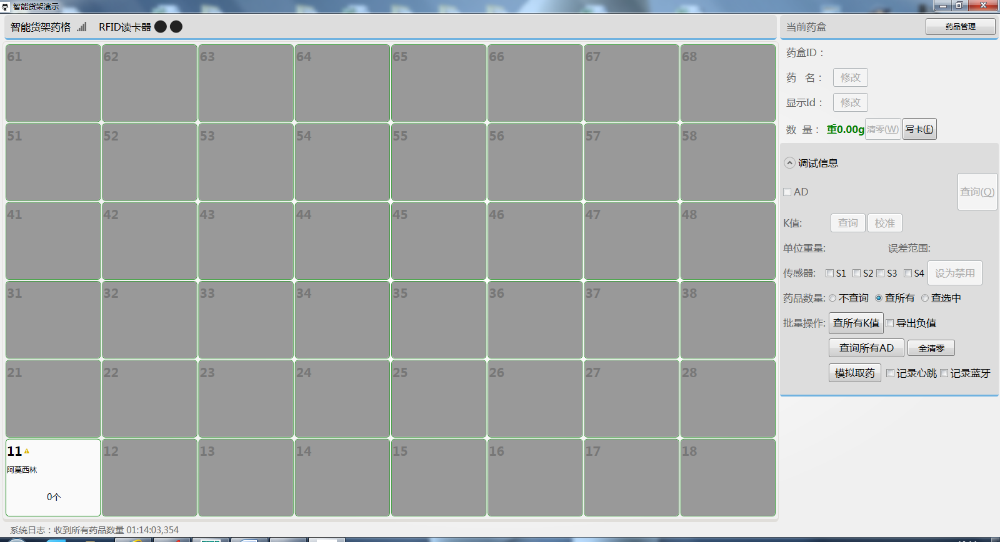 智能货架演示
智能货架药格 RFID读卡器
当前药盒 药品管理
61 62 63 64 65 66 67 68
51 52 53 54 55 56 57 58
41 42 43 44 45 46 47 48
31 32 33 34 35 36 37 38
21 22 23 24 25 26 27 28
11 12 13 14 15 16 17 18
阿莫西林
0个
药盒ID：
药 名： 修改
显示Id： 修改
数 量： 重0.00g 清零(W) 写卡(E)
调试信息
AD 查询(Q)
K值: 查询 校准
单位重量: 误差范围:
传感器: S1 S2 S3 S4 设为禁用
药品数量: 不查询 查所有 查选中
批量操作: 查所有K值 导出负值
查询所有AD 全清零
模拟取药 记录心跳 记录蓝牙
系统日志：收到所有药品数量 01:14:03,354